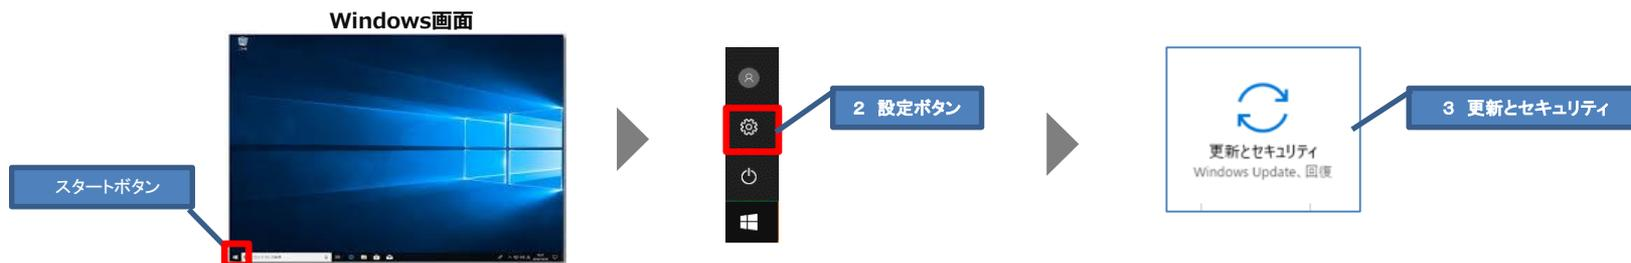 Windows画面
スタートボタン
２ 設定ボタン
３ 更新とセキュリティ
更新とセキュリティ
Windows Update、回復